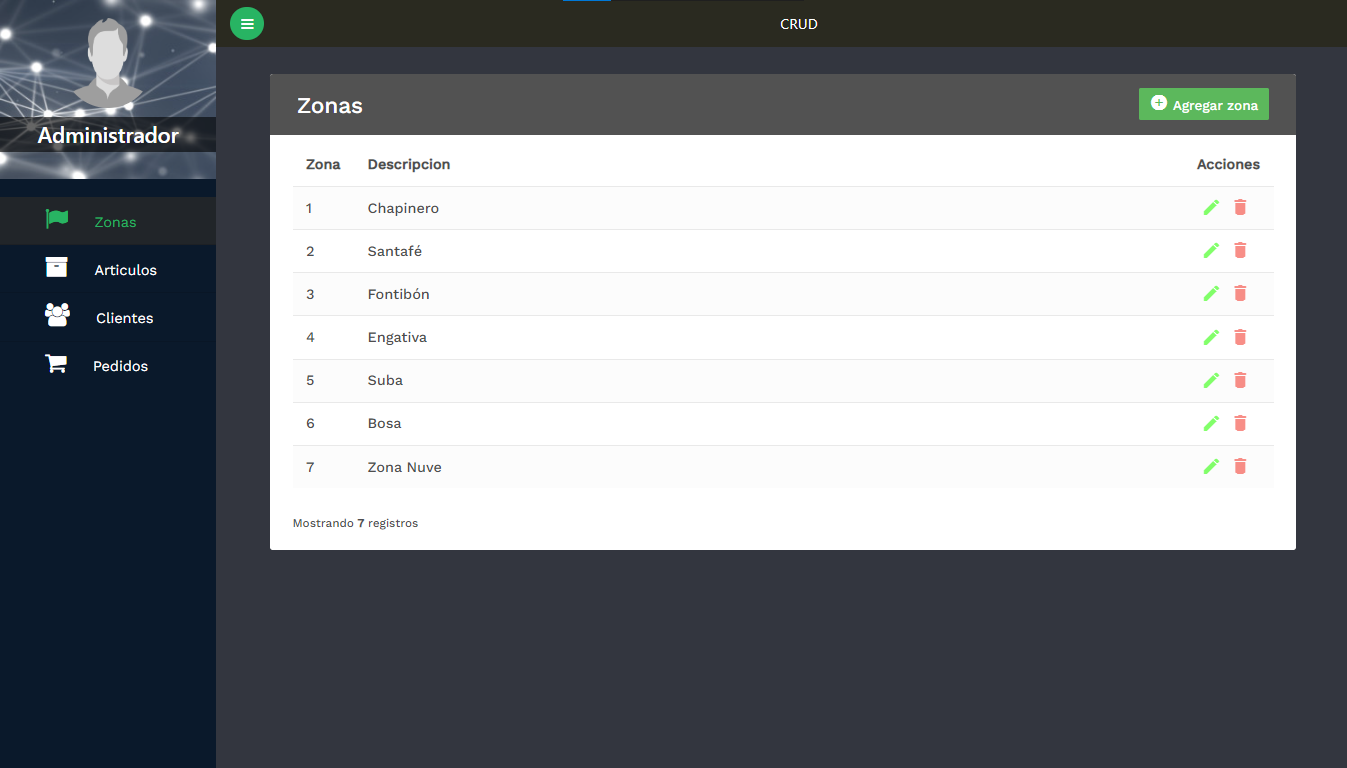 CRUD
Administrador
Zonas
Articulos
Clientes
Pedidos
Zonas
Agregar zona
Zona Descripcion Acciones
1 Chapinero
2 Santafé
3 Fontibón
4 Engativa
5 Suba
6 Bosa
7 Zona Nuve
Mostrando 7 registros